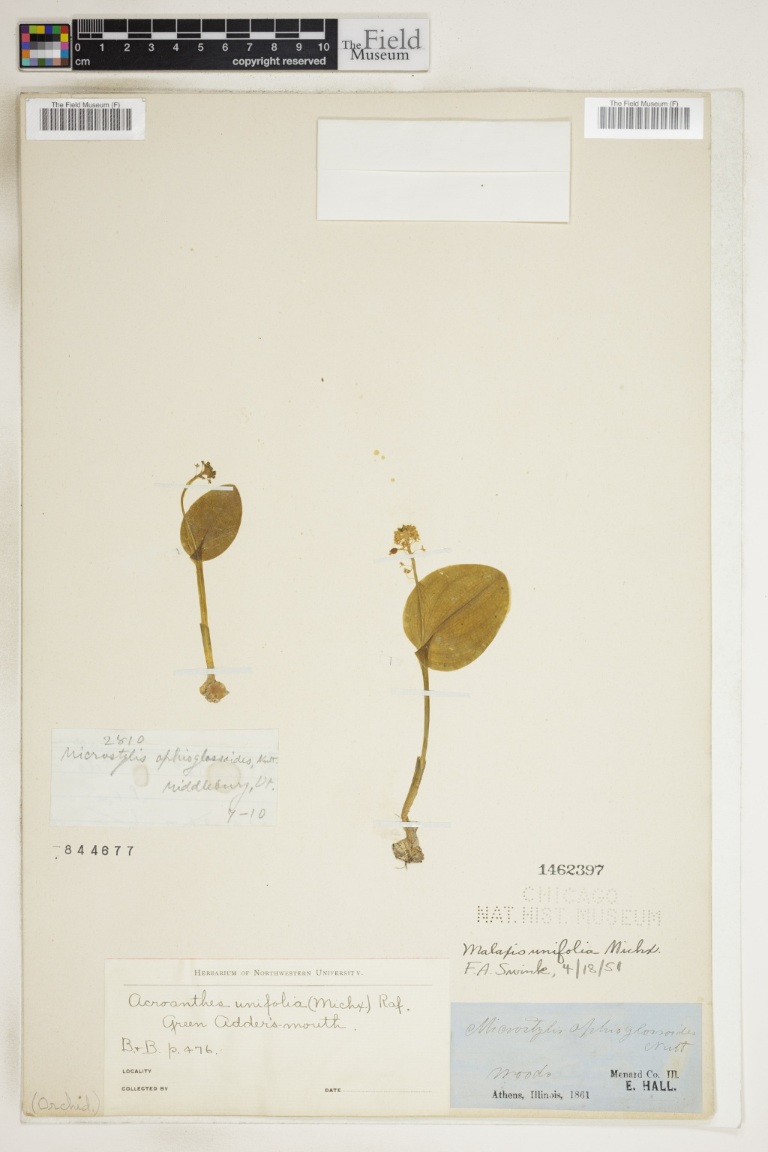 0 1 2 3 4 5 6 7 8 9 10
cm
copyright reserved
The Field
Museum
The Field Museum (F)
The Field Museum (F)
2810
Microstylis ophioglossoides, Nutt.
Middlebury, Vt.
7-10
844677
1462397
CHICAGO
NAT. HIST. MUSEUM
Malaxis unifolia Michx.
F.A. Swink, 4/18/51
Herbarium of Northwestern University.
Acroanthes unifolia (Michx) Raf.
Green Adder's-mouth.
B. & B. p. 476.
LOCALITY
COLLECTED BY
DATE
Microstylis ophioglossoides
Nutt
Woods
Menard Co. Ill.
E. HALL.
Athens, Illinois, 1861
(Orchid.)